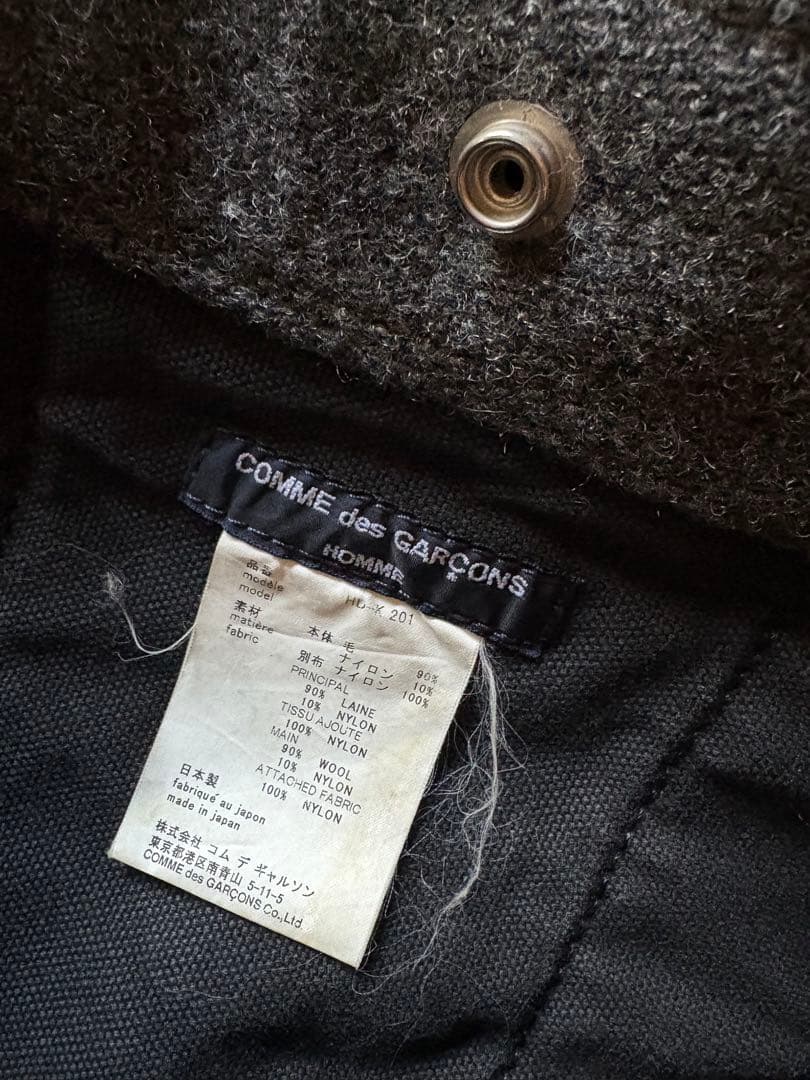 COMME des GARÇONS
HOMME
品番
modèle
model
HU-K 201
素材
matière
fabric
本体 毛 90%
ナイロン 10%
別布 ナイロン 100%
PRINCIPAL
90% LAINE
10% NYLON
TISSU AJOUTE
100% NYLON
MAIN
90% WOOL
10% NYLON
ATTACHED FABRIC
100% NYLON
日本製
fabriqué au japon
made in japan
株式会社 コム デ ギャルソン
東京都港区南青山 5-11-5
COMME des GARÇONS Co.,Ltd